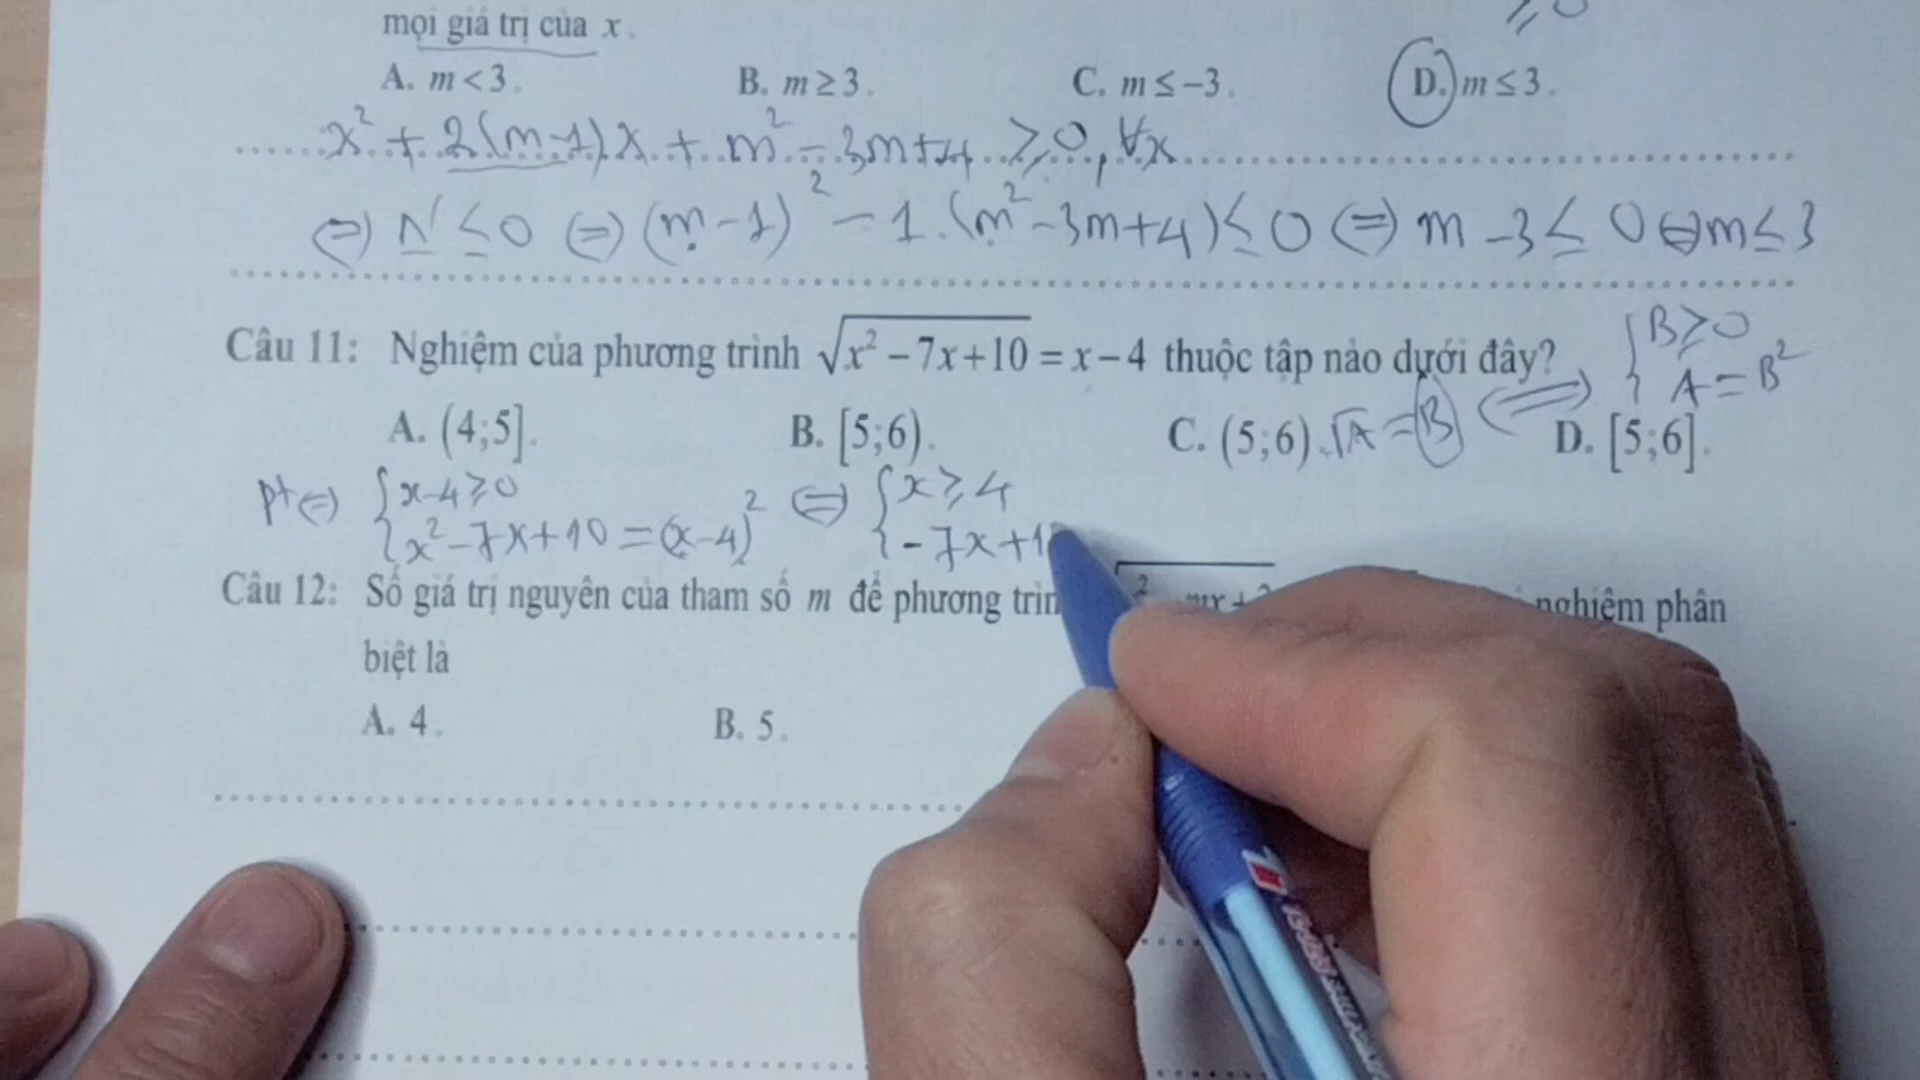 ≥0
mọi giá trị của x.
A. m < 3. B. m ≥ 3. C. m ≤ −3. D. m ≤ 3.
x² + 2(m-1)x + m² - 3m+4 ≥ 0, ∀x
⇔ Δ' ≤ 0 ⇔ (m-1)² - 1.(m² - 3m+4) ≤ 0 ⇔ m - 3 ≤ 0 ⇔ m ≤ 3
Câu 11: Nghiệm của phương trình √(x² − 7x + 10) = x − 4 thuộc tập nào dưới đây?
A. (4;5]. B. [5;6). C. (5;6). D. [5;6].
√A = B ⇔ { B ≥ 0
A = B²
pt ⇔ { x-4 ≥ 0 ⇔ { x ≥ 4
x² - 7x + 10 = (x-4)² - 7x + 1
Câu 12: Số giá trị nguyên của tham số m để phương trìn nghiệm phân
biệt là
A. 4. B. 5.